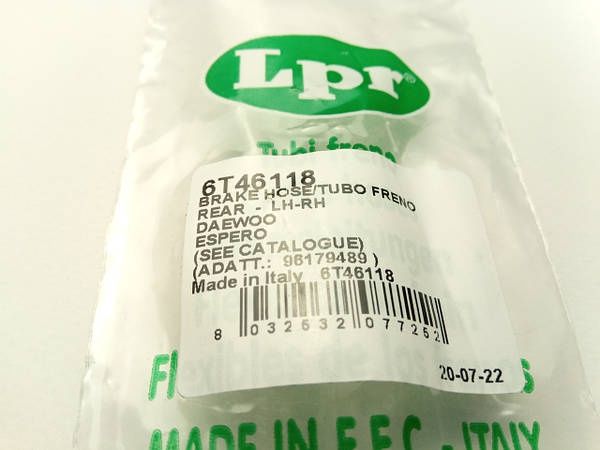 Lpr®
Tubi freno
6T46118
BRAKE HOSE/TUBO FRENO
REAR - LH-RH
DAEWOO
ESPERO
(SEE CATALOGUE)
(ADATT.: 96179489 )
Made in Italy 6T46118
8 032532 077252
20-07-22
MADE IN E.E.C. - ITALY